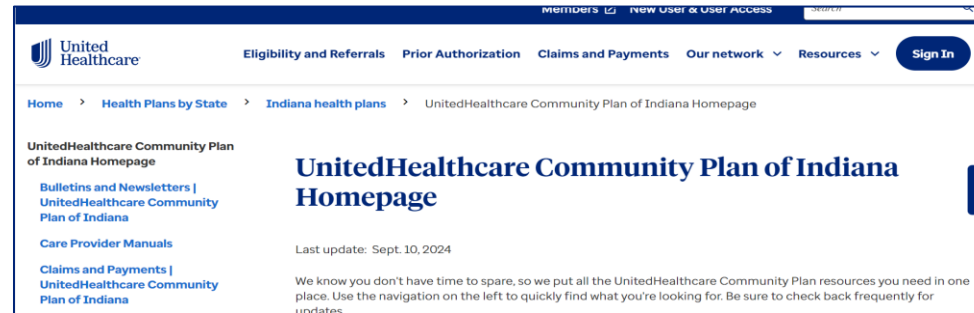 Members New User & User Access Search
United
Healthcare
Eligibility and Referrals Prior Authorization Claims and Payments Our network Resources Sign In
Home > Health Plans by State > Indiana health plans > UnitedHealthcare Community Plan of Indiana Homepage
UnitedHealthcare Community Plan
of Indiana Homepage
Bulletins and Newsletters |
UnitedHealthcare Community
Plan of Indiana
Care Provider Manuals
Claims and Payments |
UnitedHealthcare Community
Plan of Indiana
UnitedHealthcare Community Plan of Indiana
Homepage
Last update: Sept. 10, 2024
We know you don't have time to spare, so we put all the UnitedHealthcare Community Plan resources you need in one
place. Use the navigation on the left to quickly find what you're looking for. Be sure to check back frequently for
updates